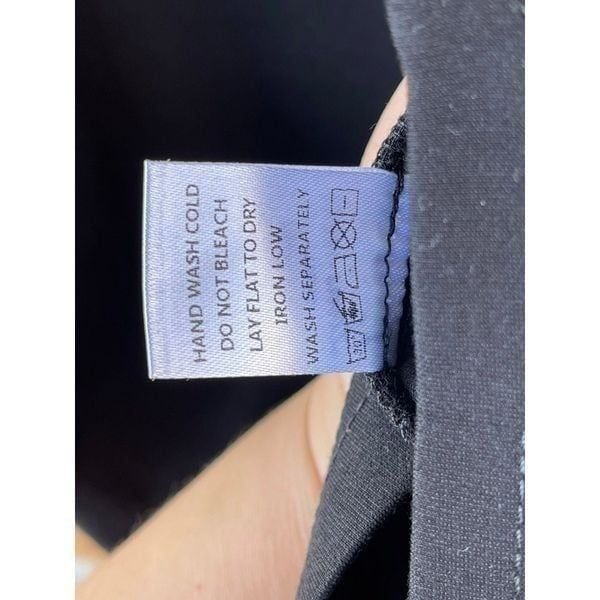 HAND WASH COLD
DO NOT BLEACH
LAY FLAT TO DRY
IRON LOW
WASH SEPARATELY